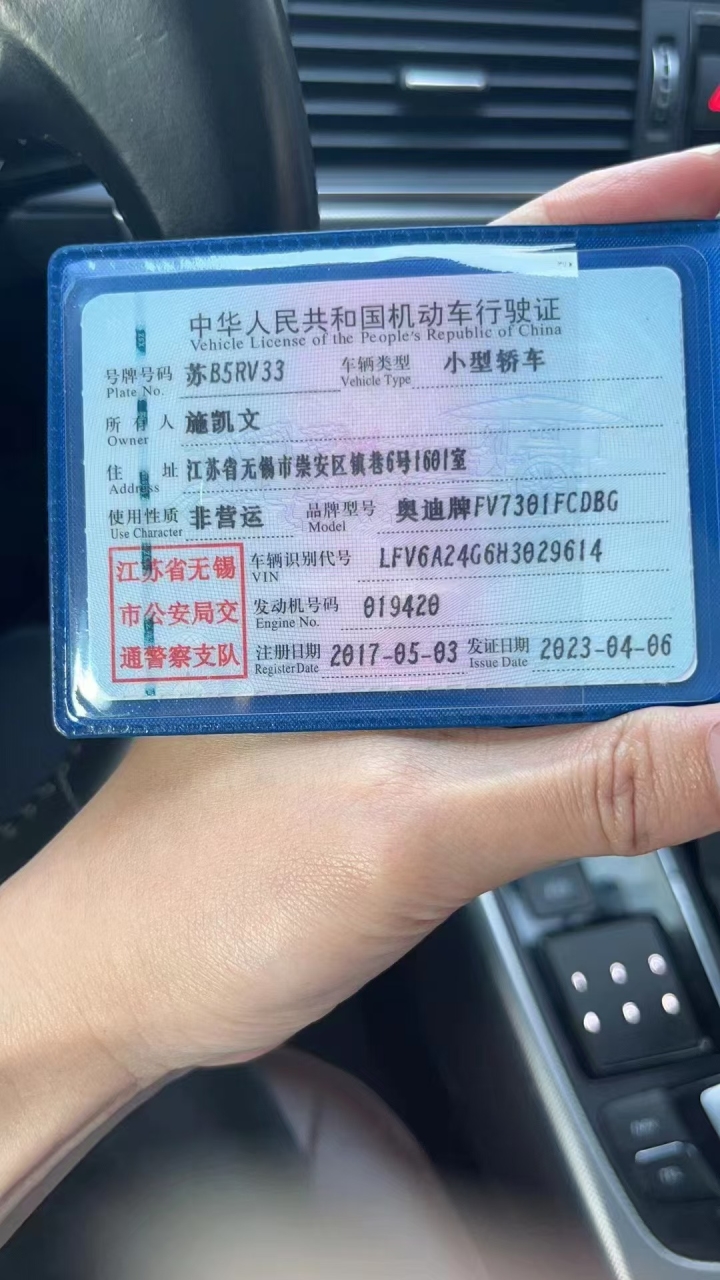 中华人民共和国机动车行驶证
Vehicle License of the People's Republic of China
号牌号码 苏B5RV33 车辆类型 小型轿车
Plate No. Vehicle Type
所有人 施凯文
Owner
住址 江苏省无锡市崇安区镇巷6号1601室
Address
使用性质 非营运 品牌型号 奥迪牌FV7301FCDBG
Use Character Model
江苏省无锡
市公安局交
通警察支队
车辆识别代号 LFV6A24G6H3029614
VIN
发动机号码 019420
Engine No.
注册日期 2017-05-03 发证日期 2023-04-06
Register Date Issue Date